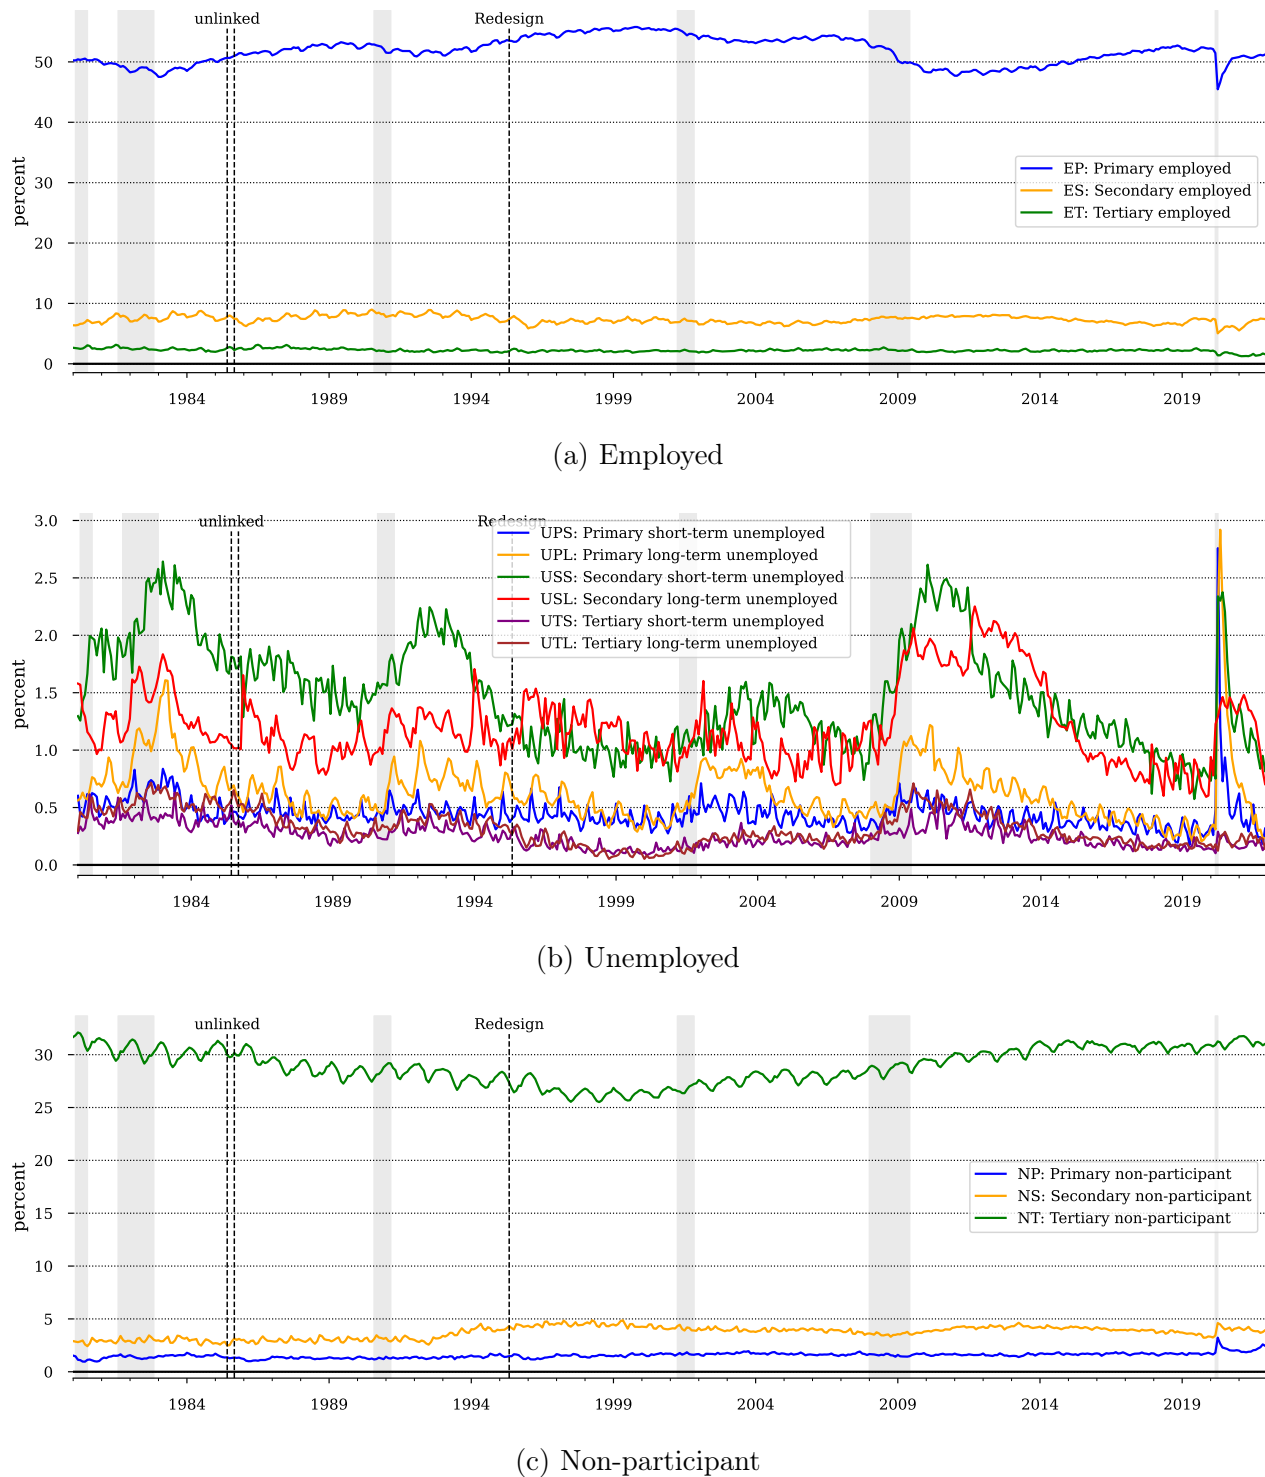 unlinked
Redesign
50
40
30
20
10
0
percent
EP: Primary employed
ES: Secondary employed
ET: Tertiary employed
1984
1989
1994
1999
2004
2009
2014
2019
(a) Employed
3.0
2.5
2.0
1.5
1.0
0.5
0.0
percent
unlinked
Redesign
UPS: Primary short-term unemployed
UPL: Primary long-term unemployed
USS: Secondary short-term unemployed
USL: Secondary long-term unemployed
UTS: Tertiary short-term unemployed
UTL: Tertiary long-term unemployed
1984
1989
1994
1999
2004
2009
2014
2019
(b) Unemployed
unlinked
Redesign
30
25
20
15
10
5
0
percent
NP: Primary non-participant
NS: Secondary non-participant
NT: Tertiary non-participant
1984
1989
1994
1999
2004
2009
2014
2019
(c) Non-participant